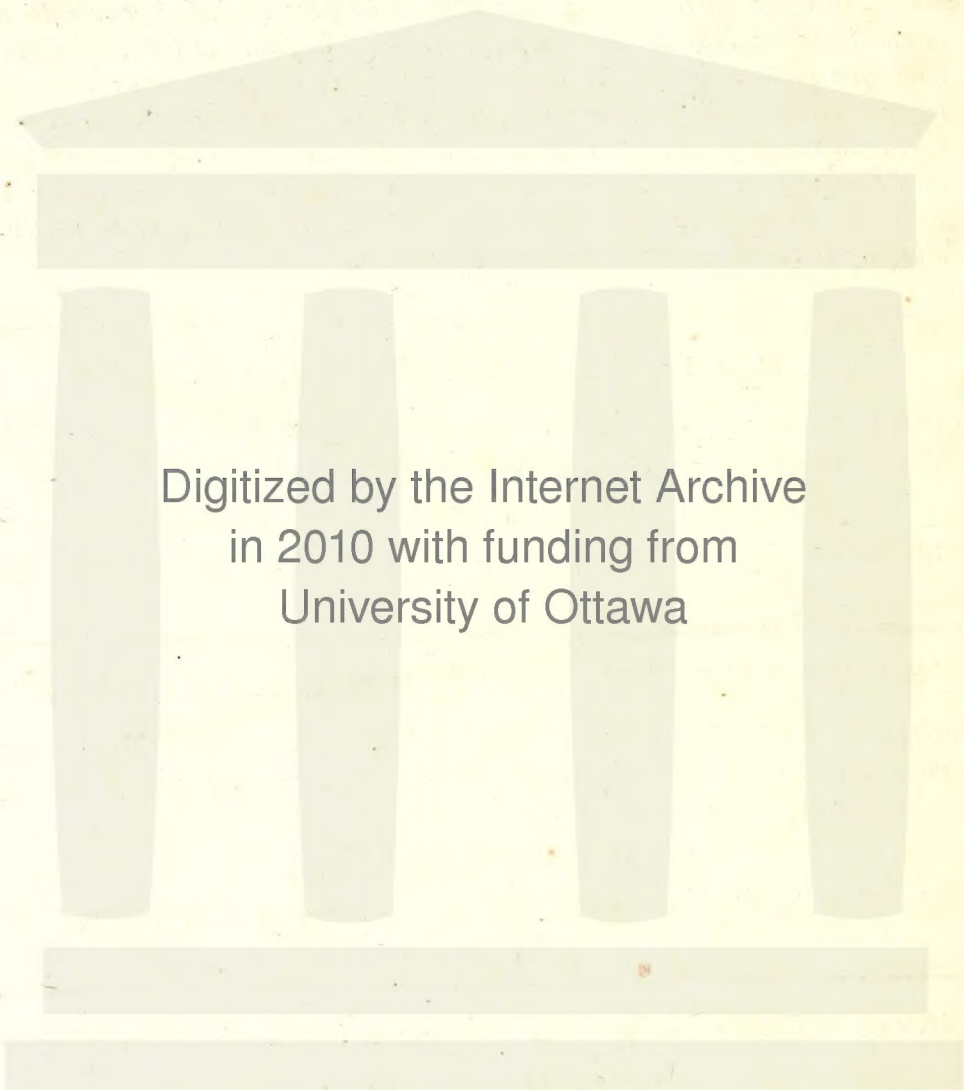 Digitized by the Internet Archive
in 2010 with funding from
University of Ottawa